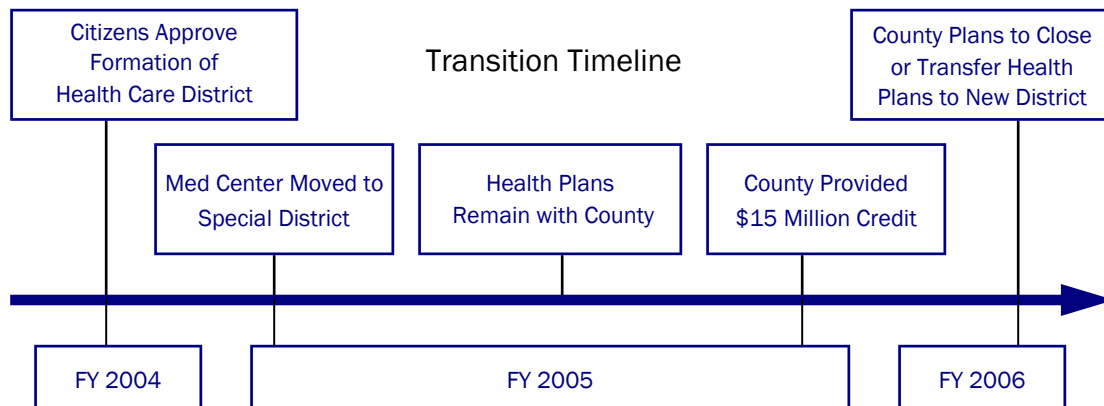 Transition Timeline
Citizens Approve
Formation of
Health Care District
Med Center Moved to
Special District
Health Plans
Remain with County
County Provided
$15 Million Credit
County Plans to Close
or Transfer Health
Plans to New District
FY 2004
FY 2005
FY 2006